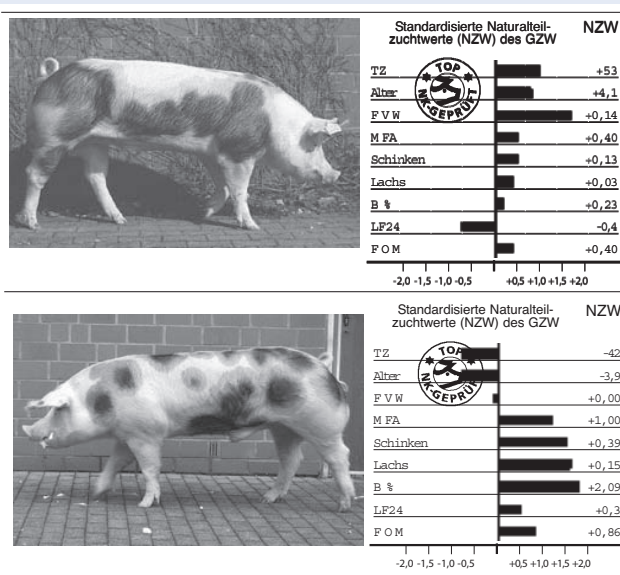 Standardisierte Naturalteil- NZW
zuchtwerte (NZW) des GZW
TOP
NK-GEPRÜFT
TZ +53
Alter +4,1
FVW +0,14
MFA +0,40
Schinken +0,13
Lachs +0,03
B % +0,23
LF24 -0,4
FOM +0,40
-2,0 -1,5 -1,0 -0,5 +0,5 +1,0 +1,5 +2,0
Standardisierte Naturalteil- NZW
zuchtwerte (NZW) des GZW
TOP
NK-GEPRÜFT
TZ -42
Alter -3,9
FVW +0,00
MFA +1,00
Schinken +0,39
Lachs +0,15
B % +2,09
LF24 +0,3
FOM +0,86
-2,0 -1,5 -1,0 -0,5 +0,5 +1,0 +1,5 +2,0